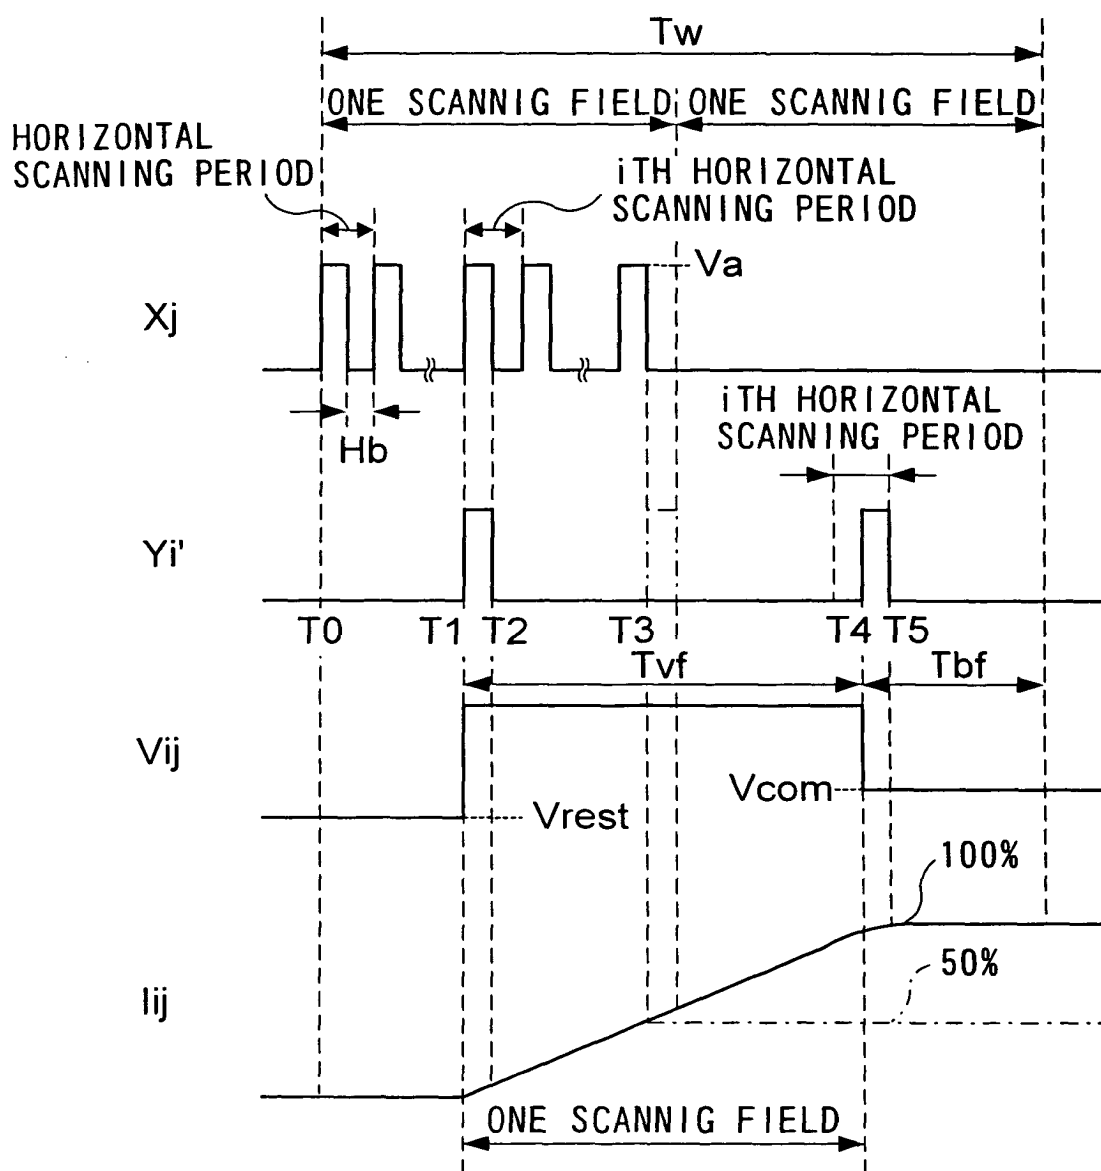 Tw
ONE SCANNIG FIELD
ONE SCANNIG FIELD
HORIZONTAL
SCANNING PERIOD
iTH HORIZONTAL
SCANNING PERIOD
Va
Xj
Hb
iTH HORIZONTAL
SCANNING PERIOD
Yi'
T0
T1
T2
T3
T4
T5
Tvf
Tbf
Vij
Vcom
Vrest
100%
50%
Iij
ONE SCANNIG FIELD